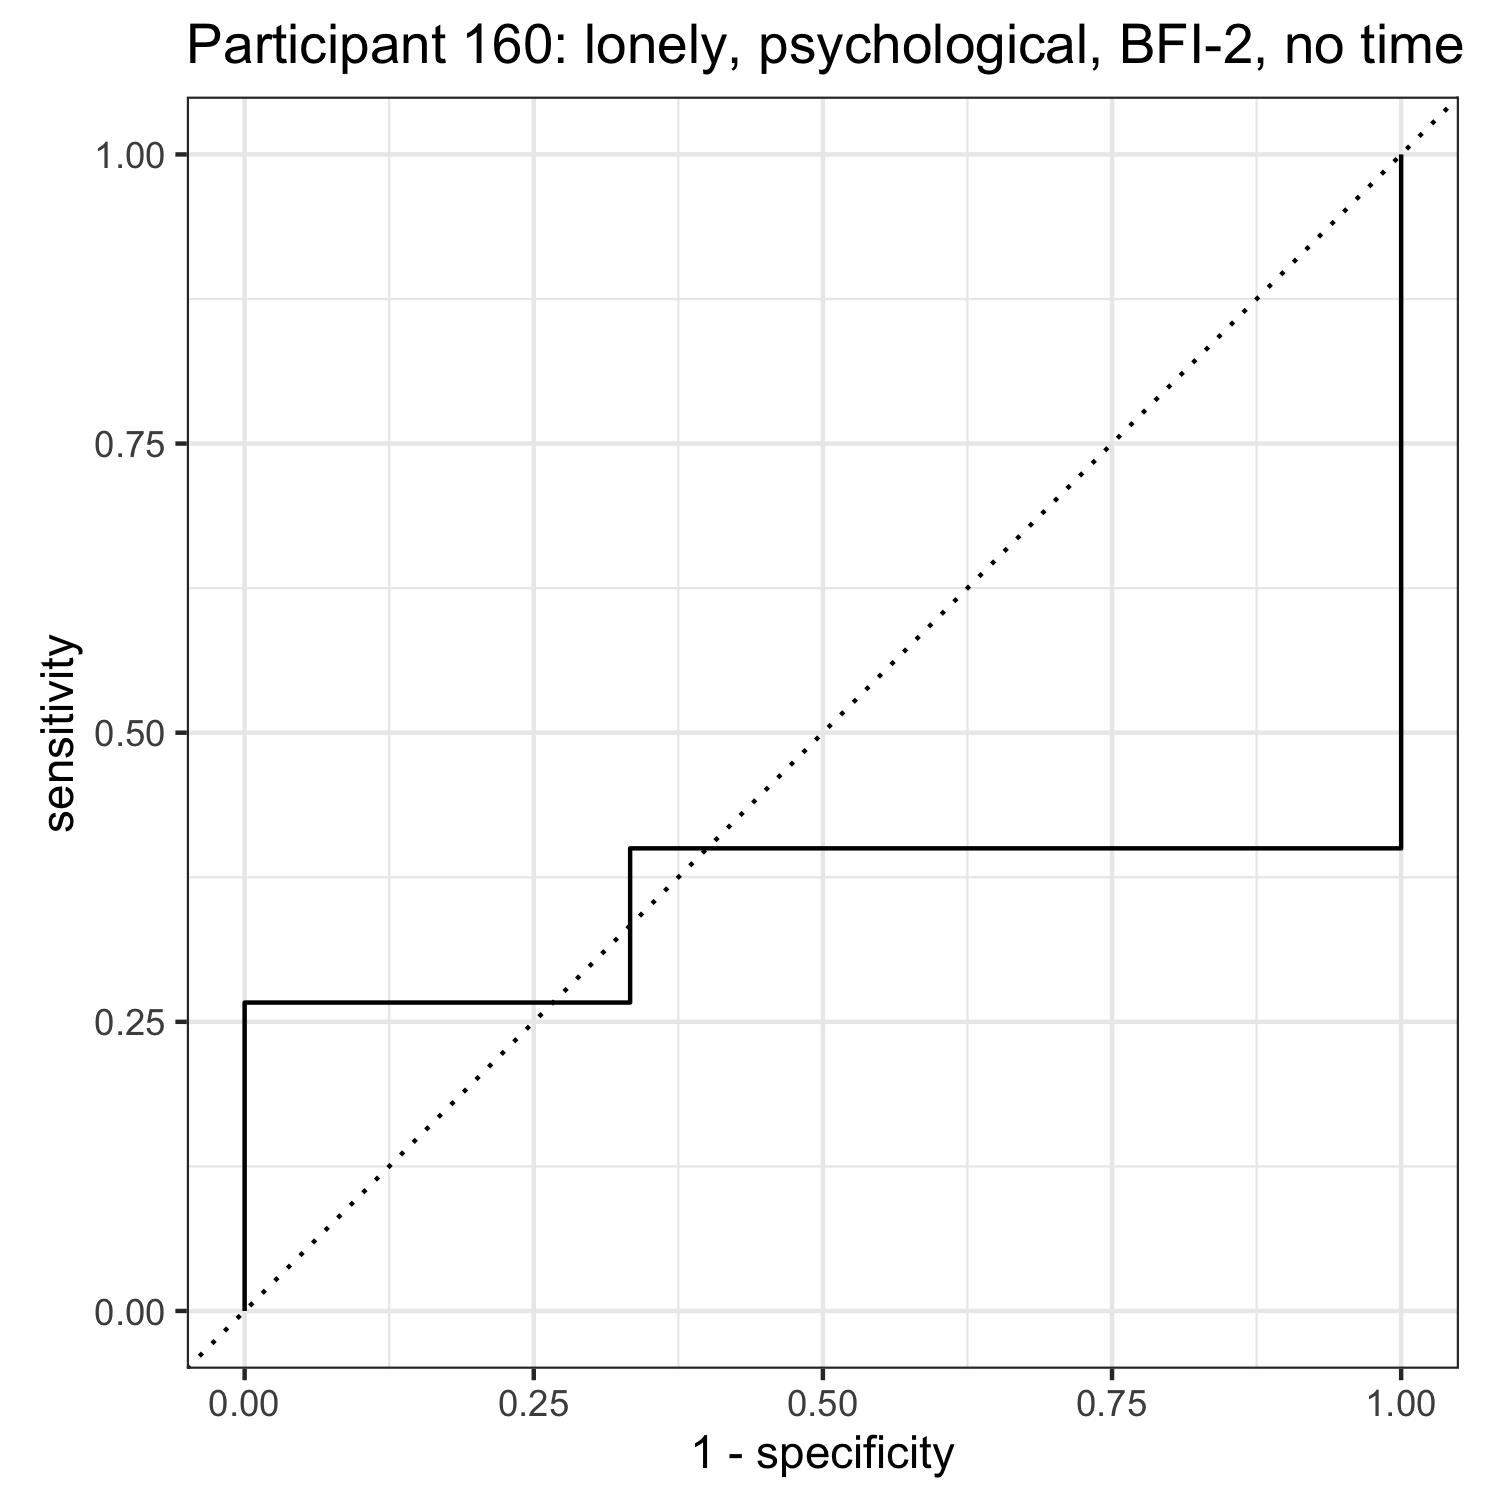 Participant 160: lonely, psychological, BFI-2, no time
1.00
0.75
0.50
0.25
0.00
sensitivity
0.00 0.25 0.50 0.75 1.00
1 - specificity